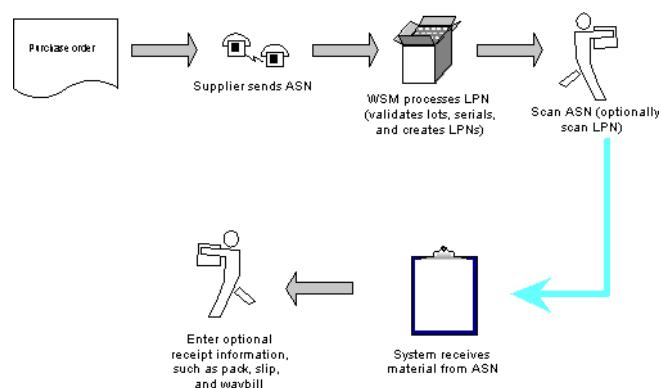 Purchase order
Supplier sends ASN
WSM processes LPN
(validates lots, serials,
and creates LPNs)
Scan ASN (optionally
scan LPN)
System receives
material from ASN
Enter optional
receipt information,
such as pack, slip,
and waybill